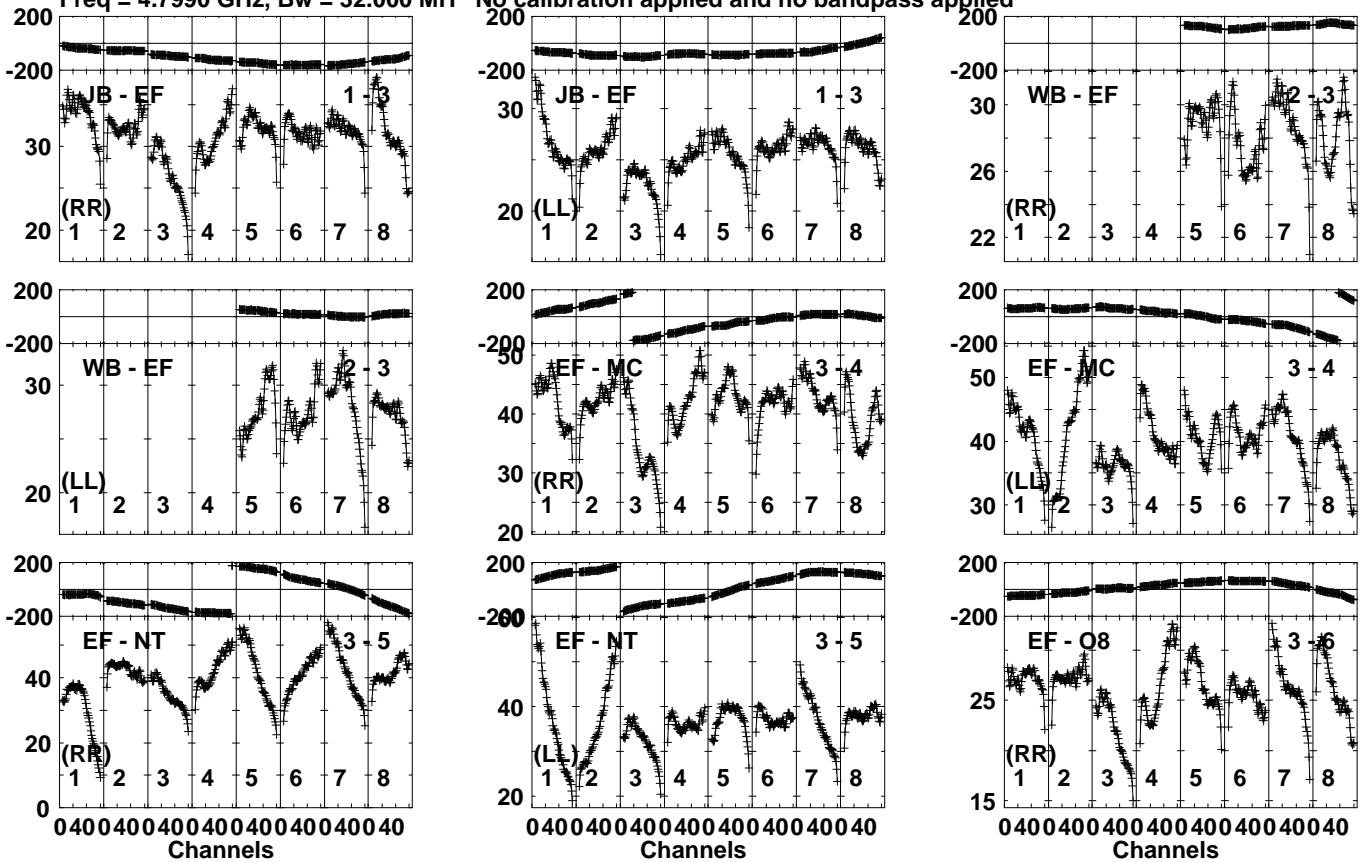 Freq = 4.7990 GHz, Bw = 32.000 MH No calibration applied and no bandpass applied
200 200 200
-200 -200 -200
JB - EF 1 - 3 JB - EF 1 - 3 WB - EF 2 - 3
30 30 30
26
20 20 22
(RR) (LL) (RR)
1 2 3 4 5 6 7 8 1 2 3 4 5 6 7 8 1 2 3 4 5 6 7 8
200 200 200
-200 -200 -200
WB - EF 2 - 3 EF - MC 3 - 4 EF - MC 3 - 4
50 50
30 40 40
30 30
20 20
(LL) (RR) (LL)
1 2 3 4 5 6 7 8 1 2 3 4 5 6 7 8 1 2 3 4 5 6 7 8
200 200 200
-200 -200 -200
60
EF - NT 3 - 5 EF - NT 3 - 5 EF - O8 3 - 6
40 40 25
20 20 15
0
(RR) (LL) (RR)
1 2 3 4 5 6 7 8 1 2 3 4 5 6 7 8 1 2 3 4 5 6 7 8
0 40 0 40 0 40 0 40 0 40 0 40 0 40 0 40 0 40 0 40 0 40 0 40 0 40 0 40 0 40 0 40 0 40 0 40 0 40 0 40 0 40 0 40 0 40 0 40
Channels Channels Channels